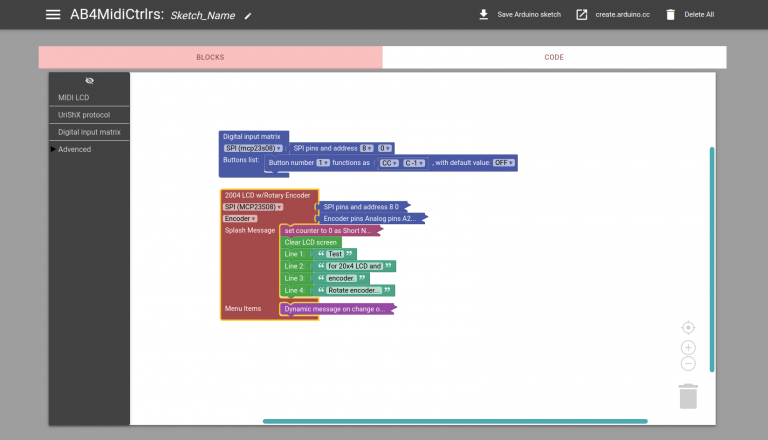 AB4MidiCtrlrs: Sketch_Name
Save Arduino sketch
create.arduino.cc
Delete All
BLOCKS
CODE
MIDI LCD
UriShX protocol
Digital input matrix
Advanced
Digital input matrix
SPI (mcp23s08) ▾ SPI pins and address 8 ▾ 0 ▾
Buttons list: Button number 1 ▾ functions as CC ▾ C -1 ▾ , with default value: OFF ▾
2004 LCD w/Rotary Encoder
SPI (MCP23S08) ▾ SPI pins and address 8 0
Encoder ▾ Encoder pins Analog pins A2...
Splash Message set counter to 0 as Short N...
Clear LCD screen
Line 1: “ Test ”
Line 2: “ for 20x4 LCD and ”
Line 3: “ encoder. ”
Line 4: “ Rotate encoder... ”
Menu Items Dynamic message on change o...